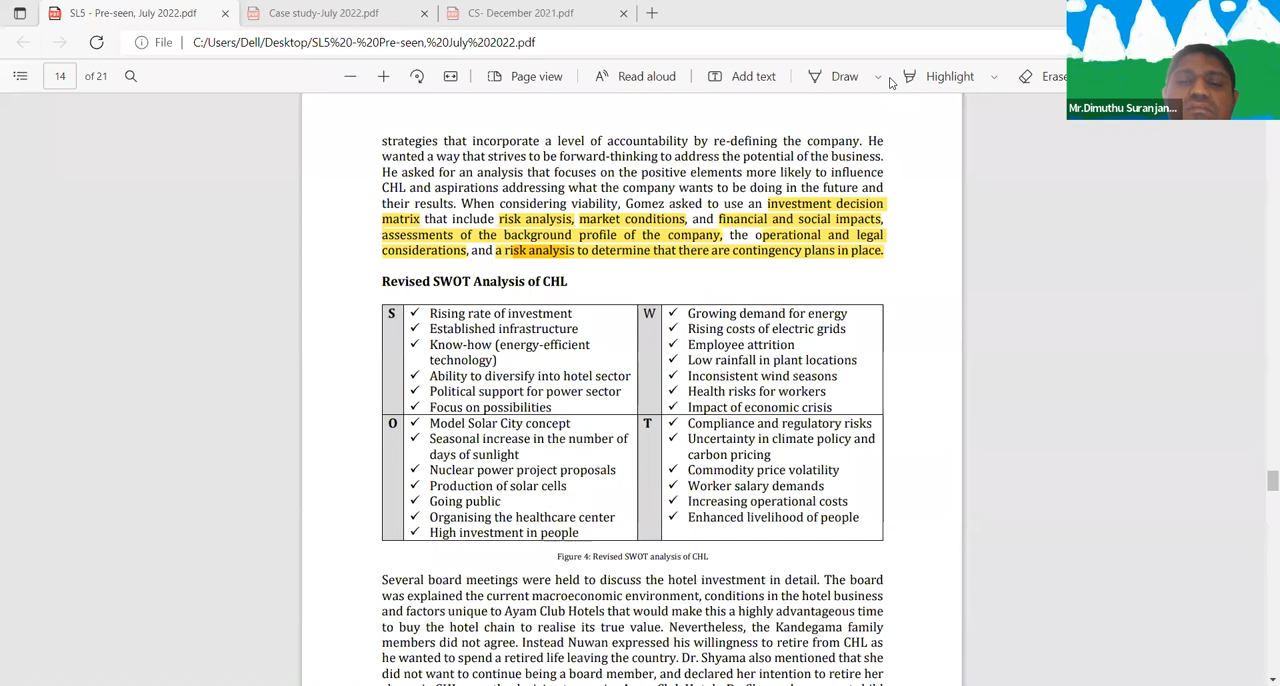 SL5 - Pre-seen, July 2022.pdf
Case study-July 2022.pdf
CS- December 2021.pdf
File
C:/Users/Dell/Desktop/SL5%20-%20Pre-seen,%20July%202022.pdf
14 of 21
Page view
Read aloud
Add text
Draw
Highlight
Erase
Mr.Dimuthu Suranjan...
strategies that incorporate a level of accountability by re-defining the company. He
wanted a way that strives to be forward-thinking to address the potential of the business.
He asked for an analysis that focuses on the positive elements more likely to influence
CHL and aspirations addressing what the company wants to be doing in the future and
their results. When considering viability, Gomez asked to use an investment decision
matrix that include risk analysis, market conditions, and financial and social impacts,
assessments of the background profile of the company, the operational and legal
considerations, and a risk analysis to determine that there are contingency plans in place.
Revised SWOT Analysis of CHL
S
✓ Rising rate of investment
✓ Established infrastructure
✓ Know-how (energy-efficient
technology)
✓ Ability to diversify into hotel sector
✓ Political support for power sector
✓ Focus on possibilities
W
✓ Growing demand for energy
✓ Rising costs of electric grids
✓ Employee attrition
✓ Low rainfall in plant locations
✓ Inconsistent wind seasons
✓ Health risks for workers
✓ Impact of economic crisis
O
✓ Model Solar City concept
✓ Seasonal increase in the number of
days of sunlight
✓ Nuclear power project proposals
✓ Production of solar cells
✓ Going public
✓ Organising the healthcare center
✓ High investment in people
T
✓ Compliance and regulatory risks
✓ Uncertainty in climate policy and
carbon pricing
✓ Commodity price volatility
✓ Worker salary demands
✓ Increasing operational costs
✓ Enhanced livelihood of people
Figure 4: Revised SWOT analysis of CHL
Several board meetings were held to discuss the hotel investment in detail. The board
was explained the current macroeconomic environment, conditions in the hotel business
and factors unique to Ayam Club Hotels that would make this a highly advantageous time
to buy the hotel chain to realise its true value. Nevertheless, the Kandegama family
members did not agree. Instead Nuwan expressed his willingness to retire from CHL as
he wanted to spend a retired life leaving the country. Dr. Shyama also mentioned that she
did not want to continue being a board member, and declared her intention to retire her